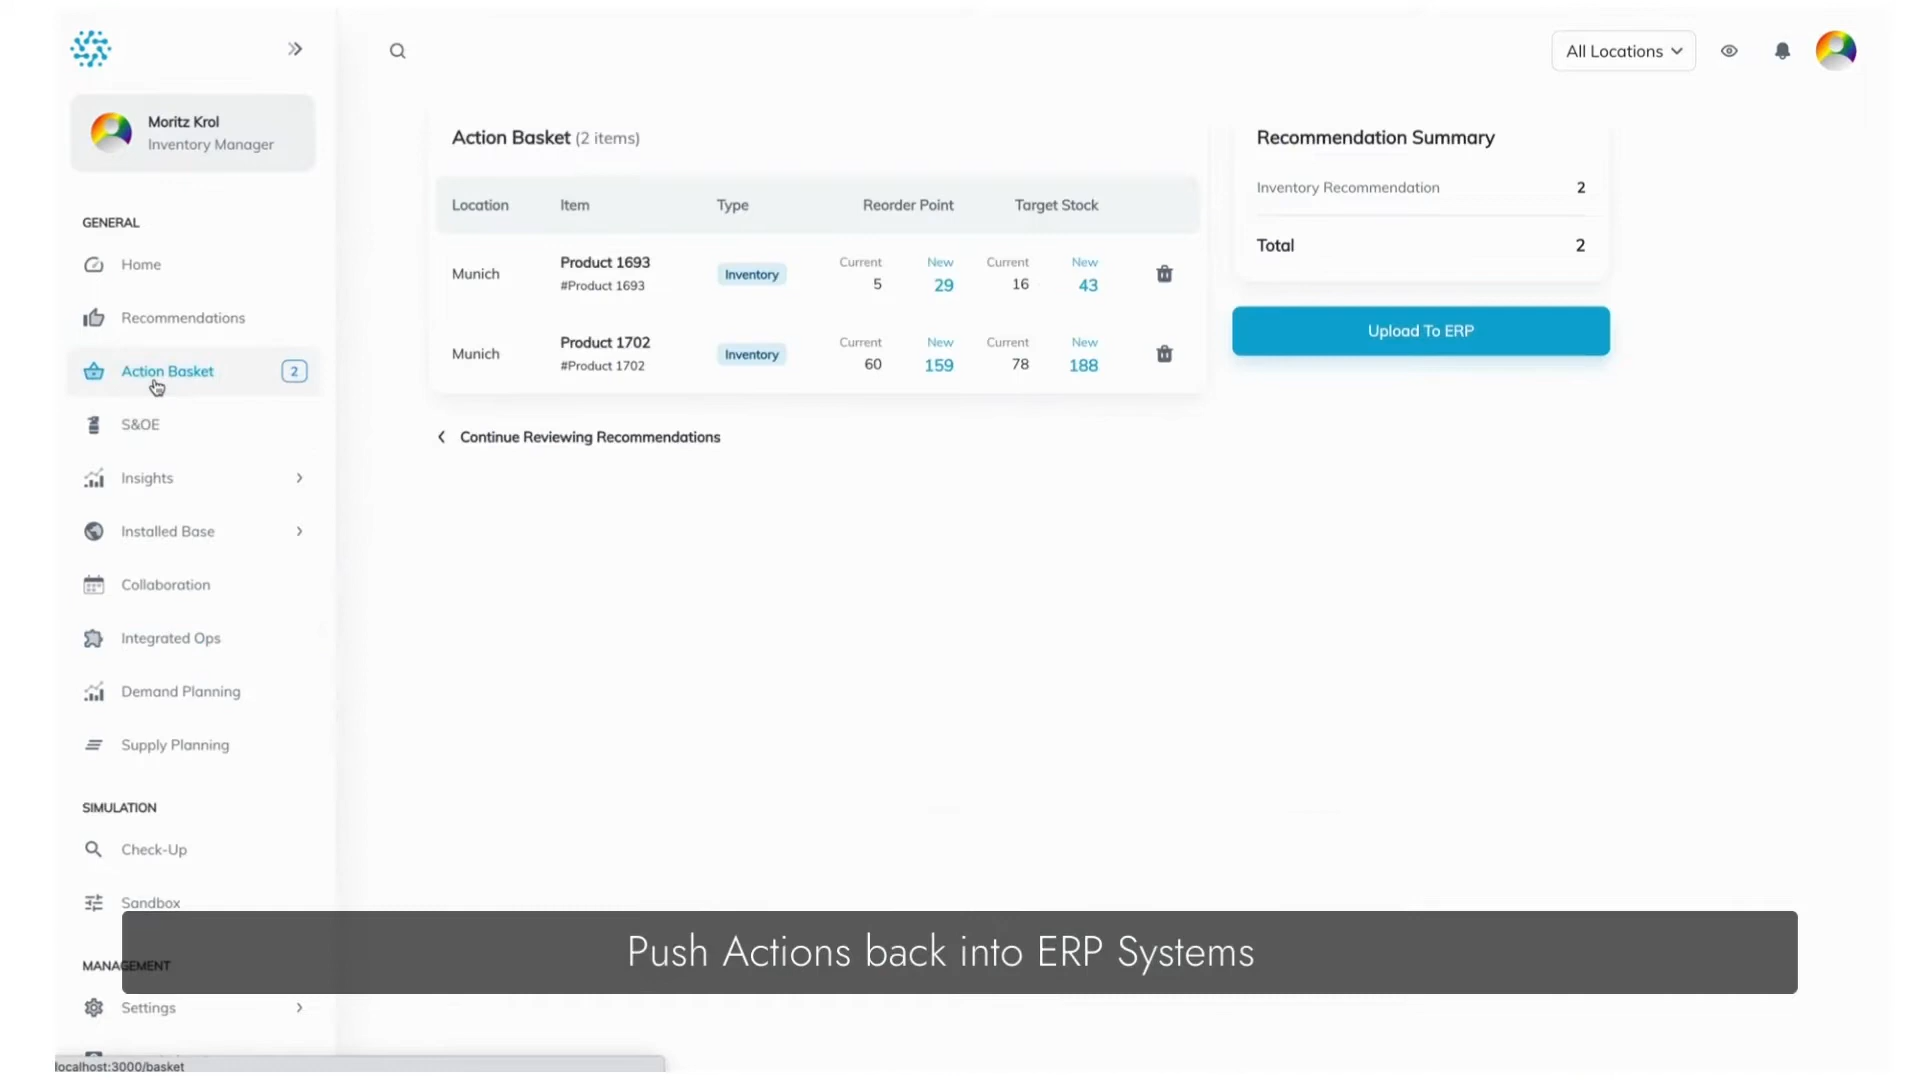 All Locations
Moritz Krol
Inventory Manager
GENERAL
Home
Recommendations
Action Basket 2
S&OE
Insights
Installed Base
Collaboration
Integrated Ops
Demand Planning
Supply Planning
SIMULATION
Check-Up
Sandbox
MANAGEMENT
Settings
Action Basket (2 items)
Location Item Type Reorder Point Target Stock
Munich
Product 1693
#Product 1693
Inventory
Current New Current New
5 29 16 43
Munich
Product 1702
#Product 1702
Inventory
Current New Current New
60 159 78 188
Continue Reviewing Recommendations
Recommendation Summary
Inventory Recommendation 2
Total 2
Upload To ERP
Push Actions back into ERP Systems
localhost:3000/basket